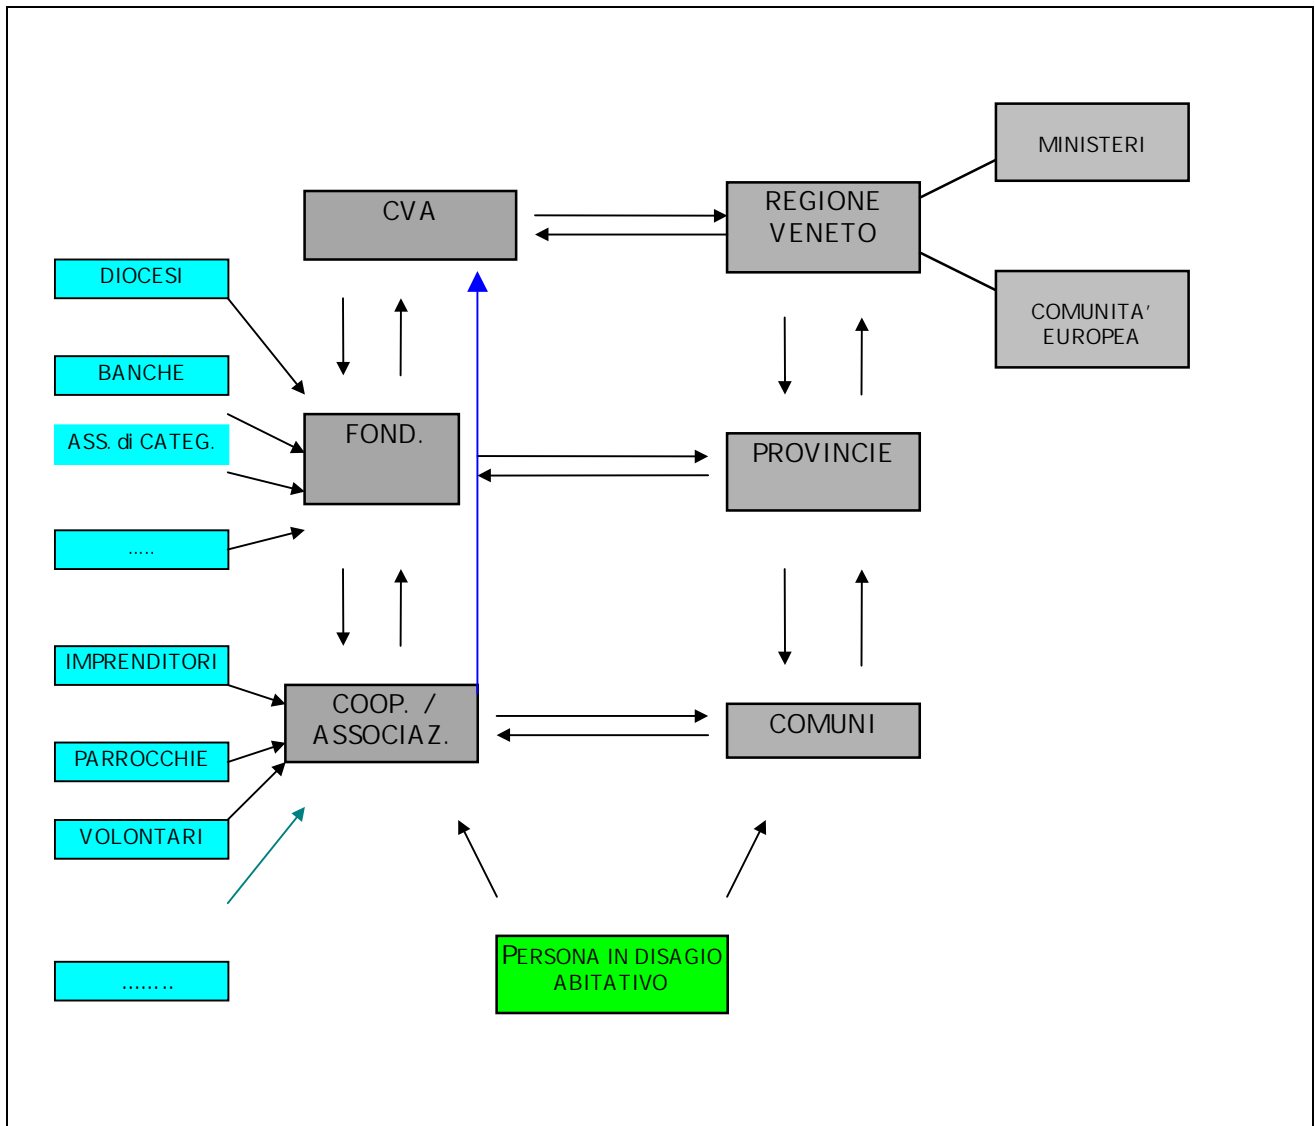 MINISTERI
CVA
REGIONE
VENETO
DIOCESI
COMUNITA'
EUROPEA
BANCHE
ASS. di CATEG.
FOND.
PROVINCIE
.....
IMPRENDITORI
COOP. /
ASSOCIAZ.
COMUNI
PARROCCHIE
VOLONTARI
PERSONA IN DISAGIO
ABITATIVO
........